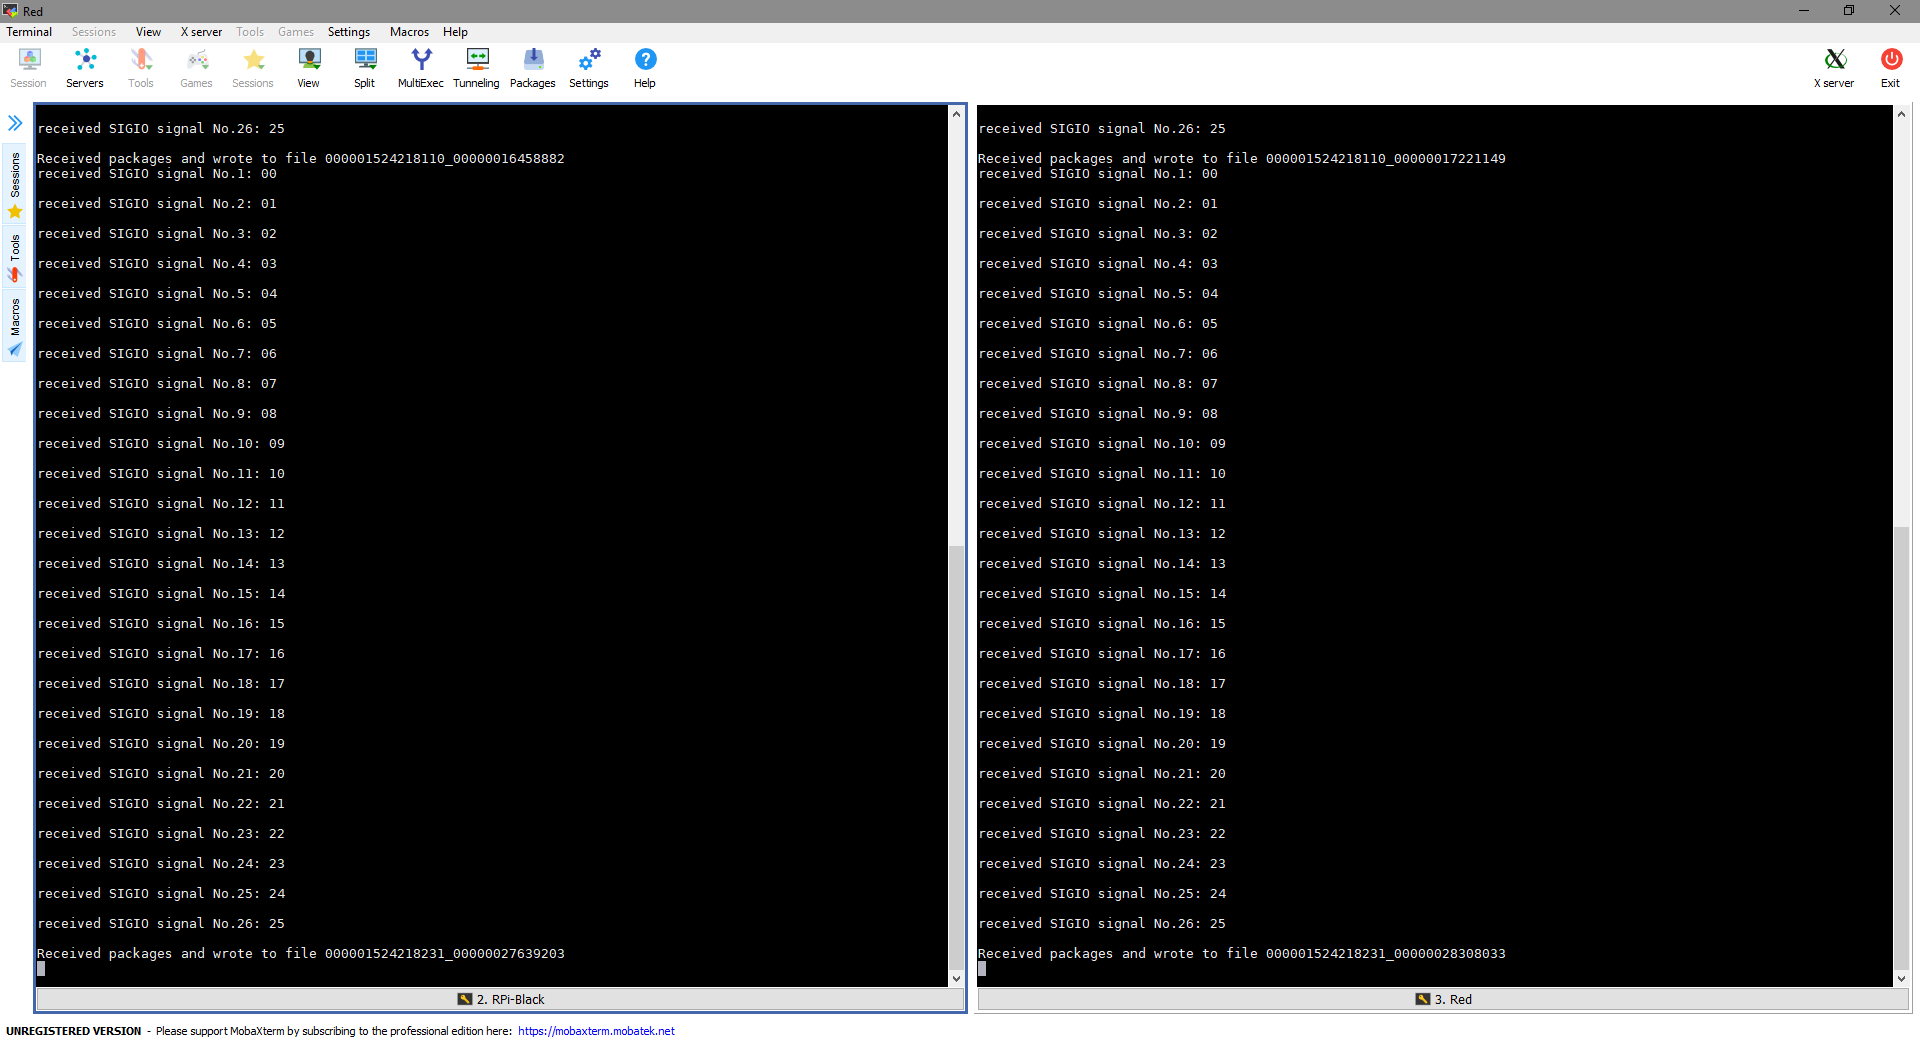 Red
Terminal Sessions View X server Tools Games Settings Macros Help
Session Servers Tools Games Sessions View Split MultiExec Tunneling Packages Settings Help X server Exit
Sessions
Tools
Macros
received SIGIO signal No.26: 25
Received packages and wrote to file 000001524218110_00000016458882
received SIGIO signal No.1: 00
received SIGIO signal No.2: 01
received SIGIO signal No.3: 02
received SIGIO signal No.4: 03
received SIGIO signal No.5: 04
received SIGIO signal No.6: 05
received SIGIO signal No.7: 06
received SIGIO signal No.8: 07
received SIGIO signal No.9: 08
received SIGIO signal No.10: 09
received SIGIO signal No.11: 10
received SIGIO signal No.12: 11
received SIGIO signal No.13: 12
received SIGIO signal No.14: 13
received SIGIO signal No.15: 14
received SIGIO signal No.16: 15
received SIGIO signal No.17: 16
received SIGIO signal No.18: 17
received SIGIO signal No.19: 18
received SIGIO signal No.20: 19
received SIGIO signal No.21: 20
received SIGIO signal No.22: 21
received SIGIO signal No.23: 22
received SIGIO signal No.24: 23
received SIGIO signal No.25: 24
received SIGIO signal No.26: 25
Received packages and wrote to file 000001524218231_00000027639203
2. RPi-Black
received SIGIO signal No.26: 25
Received packages and wrote to file 000001524218110_00000017221149
received SIGIO signal No.1: 00
received SIGIO signal No.2: 01
received SIGIO signal No.3: 02
received SIGIO signal No.4: 03
received SIGIO signal No.5: 04
received SIGIO signal No.6: 05
received SIGIO signal No.7: 06
received SIGIO signal No.8: 07
received SIGIO signal No.9: 08
received SIGIO signal No.10: 09
received SIGIO signal No.11: 10
received SIGIO signal No.12: 11
received SIGIO signal No.13: 12
received SIGIO signal No.14: 13
received SIGIO signal No.15: 14
received SIGIO signal No.16: 15
received SIGIO signal No.17: 16
received SIGIO signal No.18: 17
received SIGIO signal No.19: 18
received SIGIO signal No.20: 19
received SIGIO signal No.21: 20
received SIGIO signal No.22: 21
received SIGIO signal No.23: 22
received SIGIO signal No.24: 23
received SIGIO signal No.25: 24
received SIGIO signal No.26: 25
Received packages and wrote to file 000001524218231_00000028308033
3. Red
UNREGISTERED VERSION - Please support MobaXterm by subscribing to the professional edition here: https://mobaxterm.mobatek.net